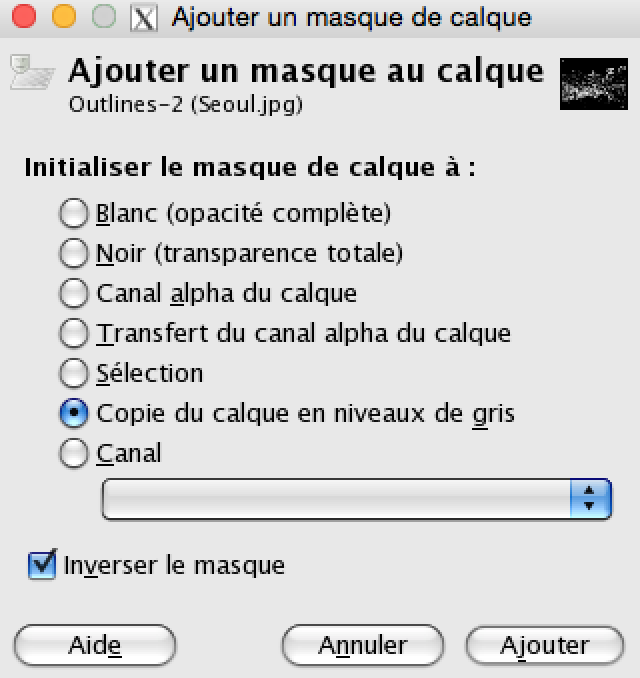 Ajouter un masque de calque
Ajouter un masque au calque
Outlines-2 (Seoul.jpg)
Initialiser le masque de calque à :
Blanc (opacité complète)
Noir (transparence totale)
Canal alpha du calque
Transfert du canal alpha du calque
Sélection
Copie du calque en niveaux de gris
Canal
Inverser le masque
Aide
Annuler
Ajouter